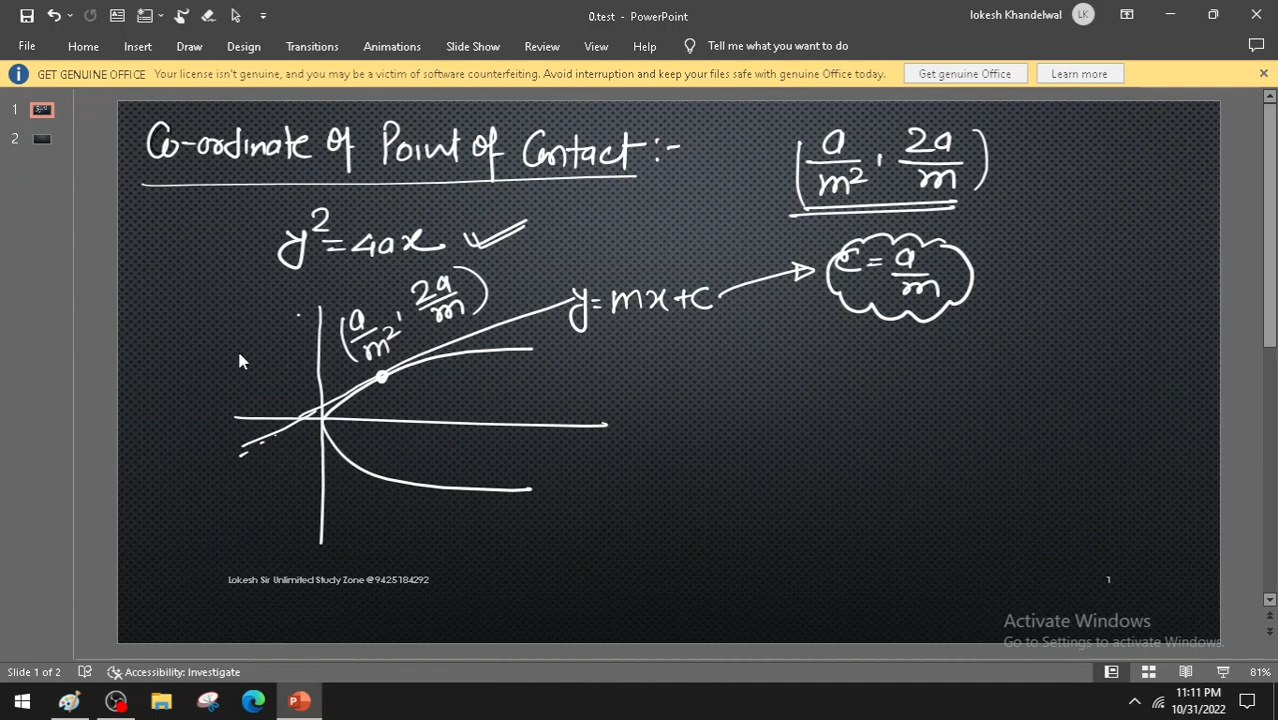 0.test - PowerPoint
lokesh Khandelwal LK
File Home Insert Draw Design Transitions Animations Slide Show Review View Help Tell me what you want to do
GET GENUINE OFFICE Your license isn't genuine, and you may be a victim of software counterfeiting. Avoid interruption and keep your files safe with genuine Office today. Get genuine Office Learn more
1
2
Co-ordinate of Point of Contact :-
(a/m², 2a/m)
y² = 4ax
c = a/m
(a/m², 2a/m)
y = mx + c
Lokesh Sir Unlimited Study Zone @9425184292
1
Activate Windows
Go to Settings to activate Windows.
Slide 1 of 2 Accessibility: Investigate 81%
11:11 PM
10/31/2022